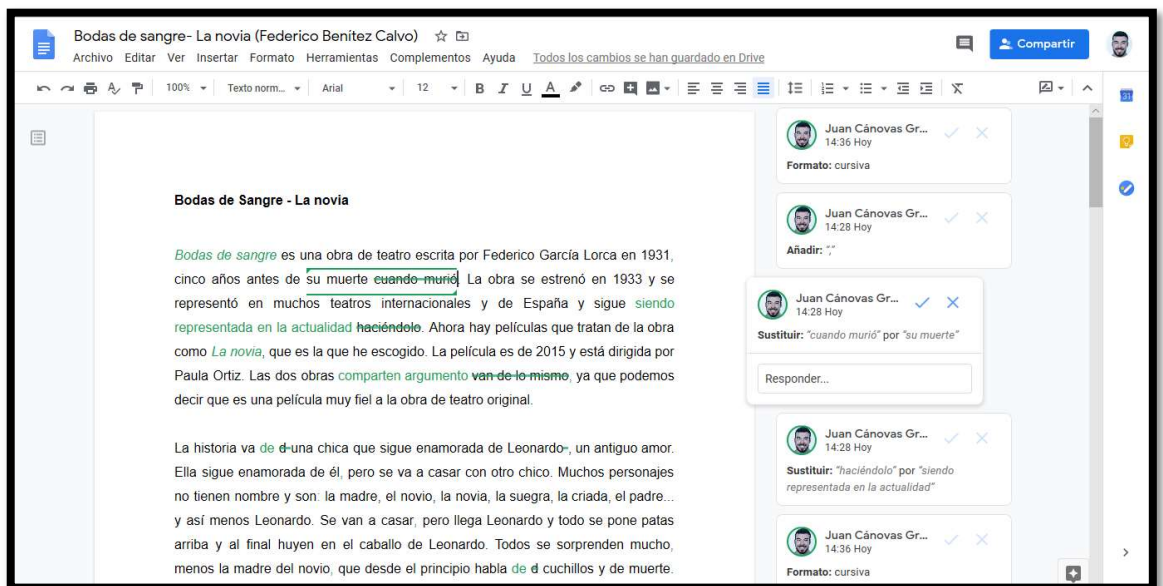 Bodas de sangre- La novia (Federico Benítez Calvo)
Compartir
Archivo Editar Ver Insertar Formato Herramientas Complementos Ayuda Todos los cambios se han guardado en Drive
100% Texto norm... Arial 12 B I U A
31
Bodas de Sangre - La novia
Bodas de sangre es una obra de teatro escrita por Federico García Lorca en 1931,
cinco años antes de su muerte cuando murió. La obra se estrenó en 1933 y se
representó en muchos teatros internacionales y de España y sigue siendo
representada en la actualidad haciéndolo. Ahora hay películas que tratan de la obra
como La novia, que es la que he escogido. La película es de 2015 y está dirigida por
Paula Ortiz. Las dos obras comparten argumento van de lo mismo, ya que podemos
decir que es una película muy fiel a la obra de teatro original.
La historia va de d una chica que sigue enamorada de Leonardo , un antiguo amor.
Ella sigue enamorada de él, pero se va a casar con otro chico. Muchos personajes
no tienen nombre y son: la madre, el novio, la novia, la suegra, la criada, el padre...
y así menos Leonardo. Se van a casar, pero llega Leonardo y todo se pone patas
arriba y al final huyen en el caballo de Leonardo. Todos se sorprenden mucho,
menos la madre del novio, que desde el principio habla de d cuchillos y de muerte.
Juan Cánovas Gr...
14:36 Hoy
Formato: cursiva
Juan Cánovas Gr...
14:28 Hoy
Añadir: ","
Juan Cánovas Gr...
14:28 Hoy
Sustituir: "cuando murió" por "su muerte"
Responder...
Juan Cánovas Gr...
14:28 Hoy
Sustituir: "haciéndolo" por "siendo
representada en la actualidad"
Juan Cánovas Gr...
14:36 Hoy
Formato: cursiva